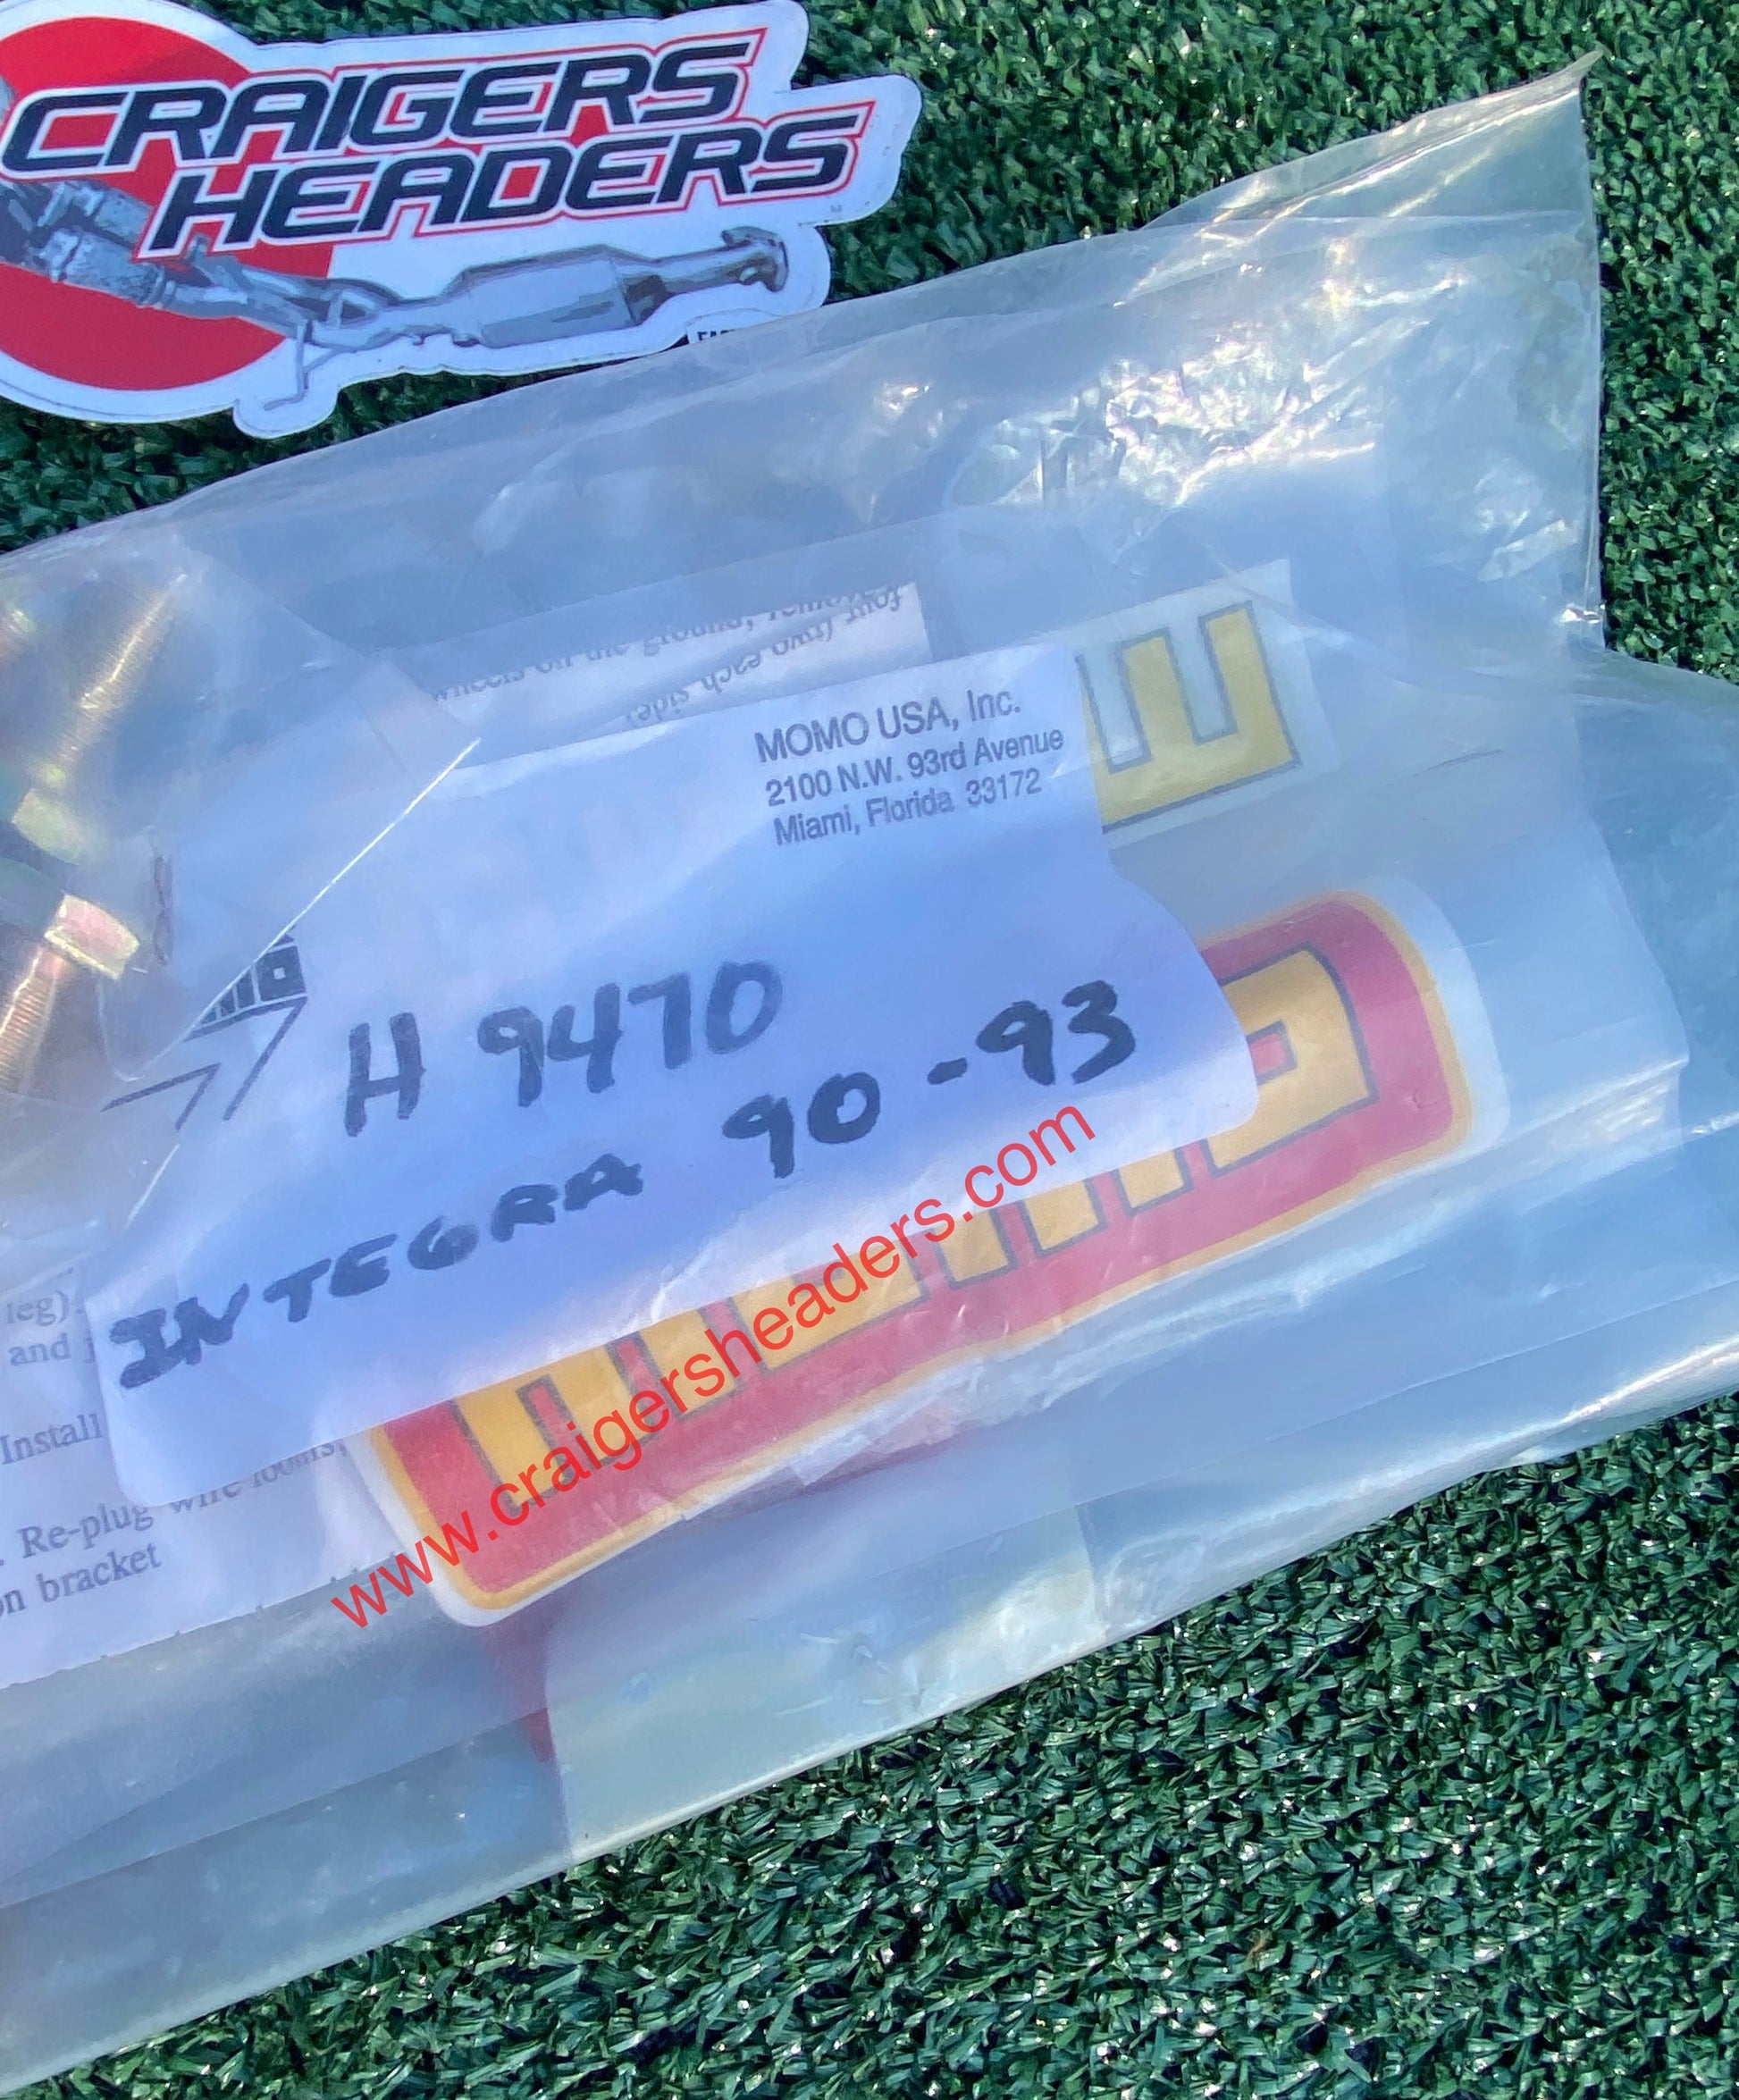 CRAIGERS
HEADERS
wheels on the ground, remove
four (two each side)
MOMO USA, Inc.
2100 N.W. 93rd Avenue
Miami, Florida 33172
H 9470
INTEGRA 90-93
leg).
and
Install
Re-plug wire looms,
on bracket
www.craigersheaders.com